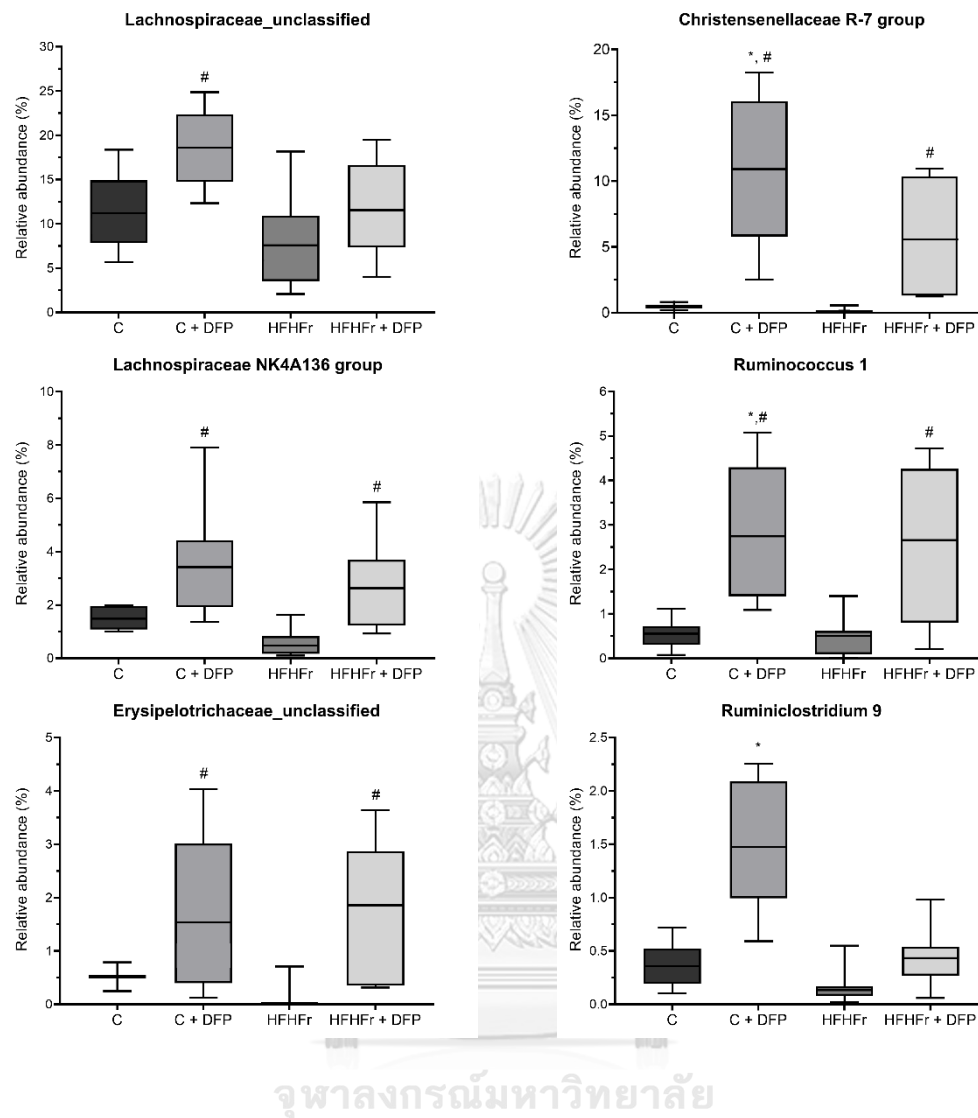 Lachnospiraceae_unclassified
Relative abundance (%)
30
25
20
15
10
5
0
#
C
C + DFP
HFHFr
HFHFr + DFP
Christensenellaceae R-7 group
Relative abundance (%)
20
15
10
5
0
*, #
#
C
C + DFP
HFHFr
HFHFr + DFP
Lachnospiraceae NK4A136 group
Relative abundance (%)
10
8
6
4
2
0
#
#
C
C + DFP
HFHFr
HFHFr + DFP
Ruminococcus 1
Relative abundance (%)
6
5
4
3
2
1
0
*,#
#
C
C + DFP
HFHFr
HFHFr + DFP
Erysipelotrichaceae_unclassified
Relative abundance (%)
5
4
3
2
1
0
#
#
C
C + DFP
HFHFr
HFHFr + DFP
Ruminiclostridium 9
Relative abundance (%)
2.5
2.0
1.5
1.0
0.5
0.0
*
C
C + DFP
HFHFr
HFHFr + DFP
จุฬาลงกรณ์มหาวิทยาลัย